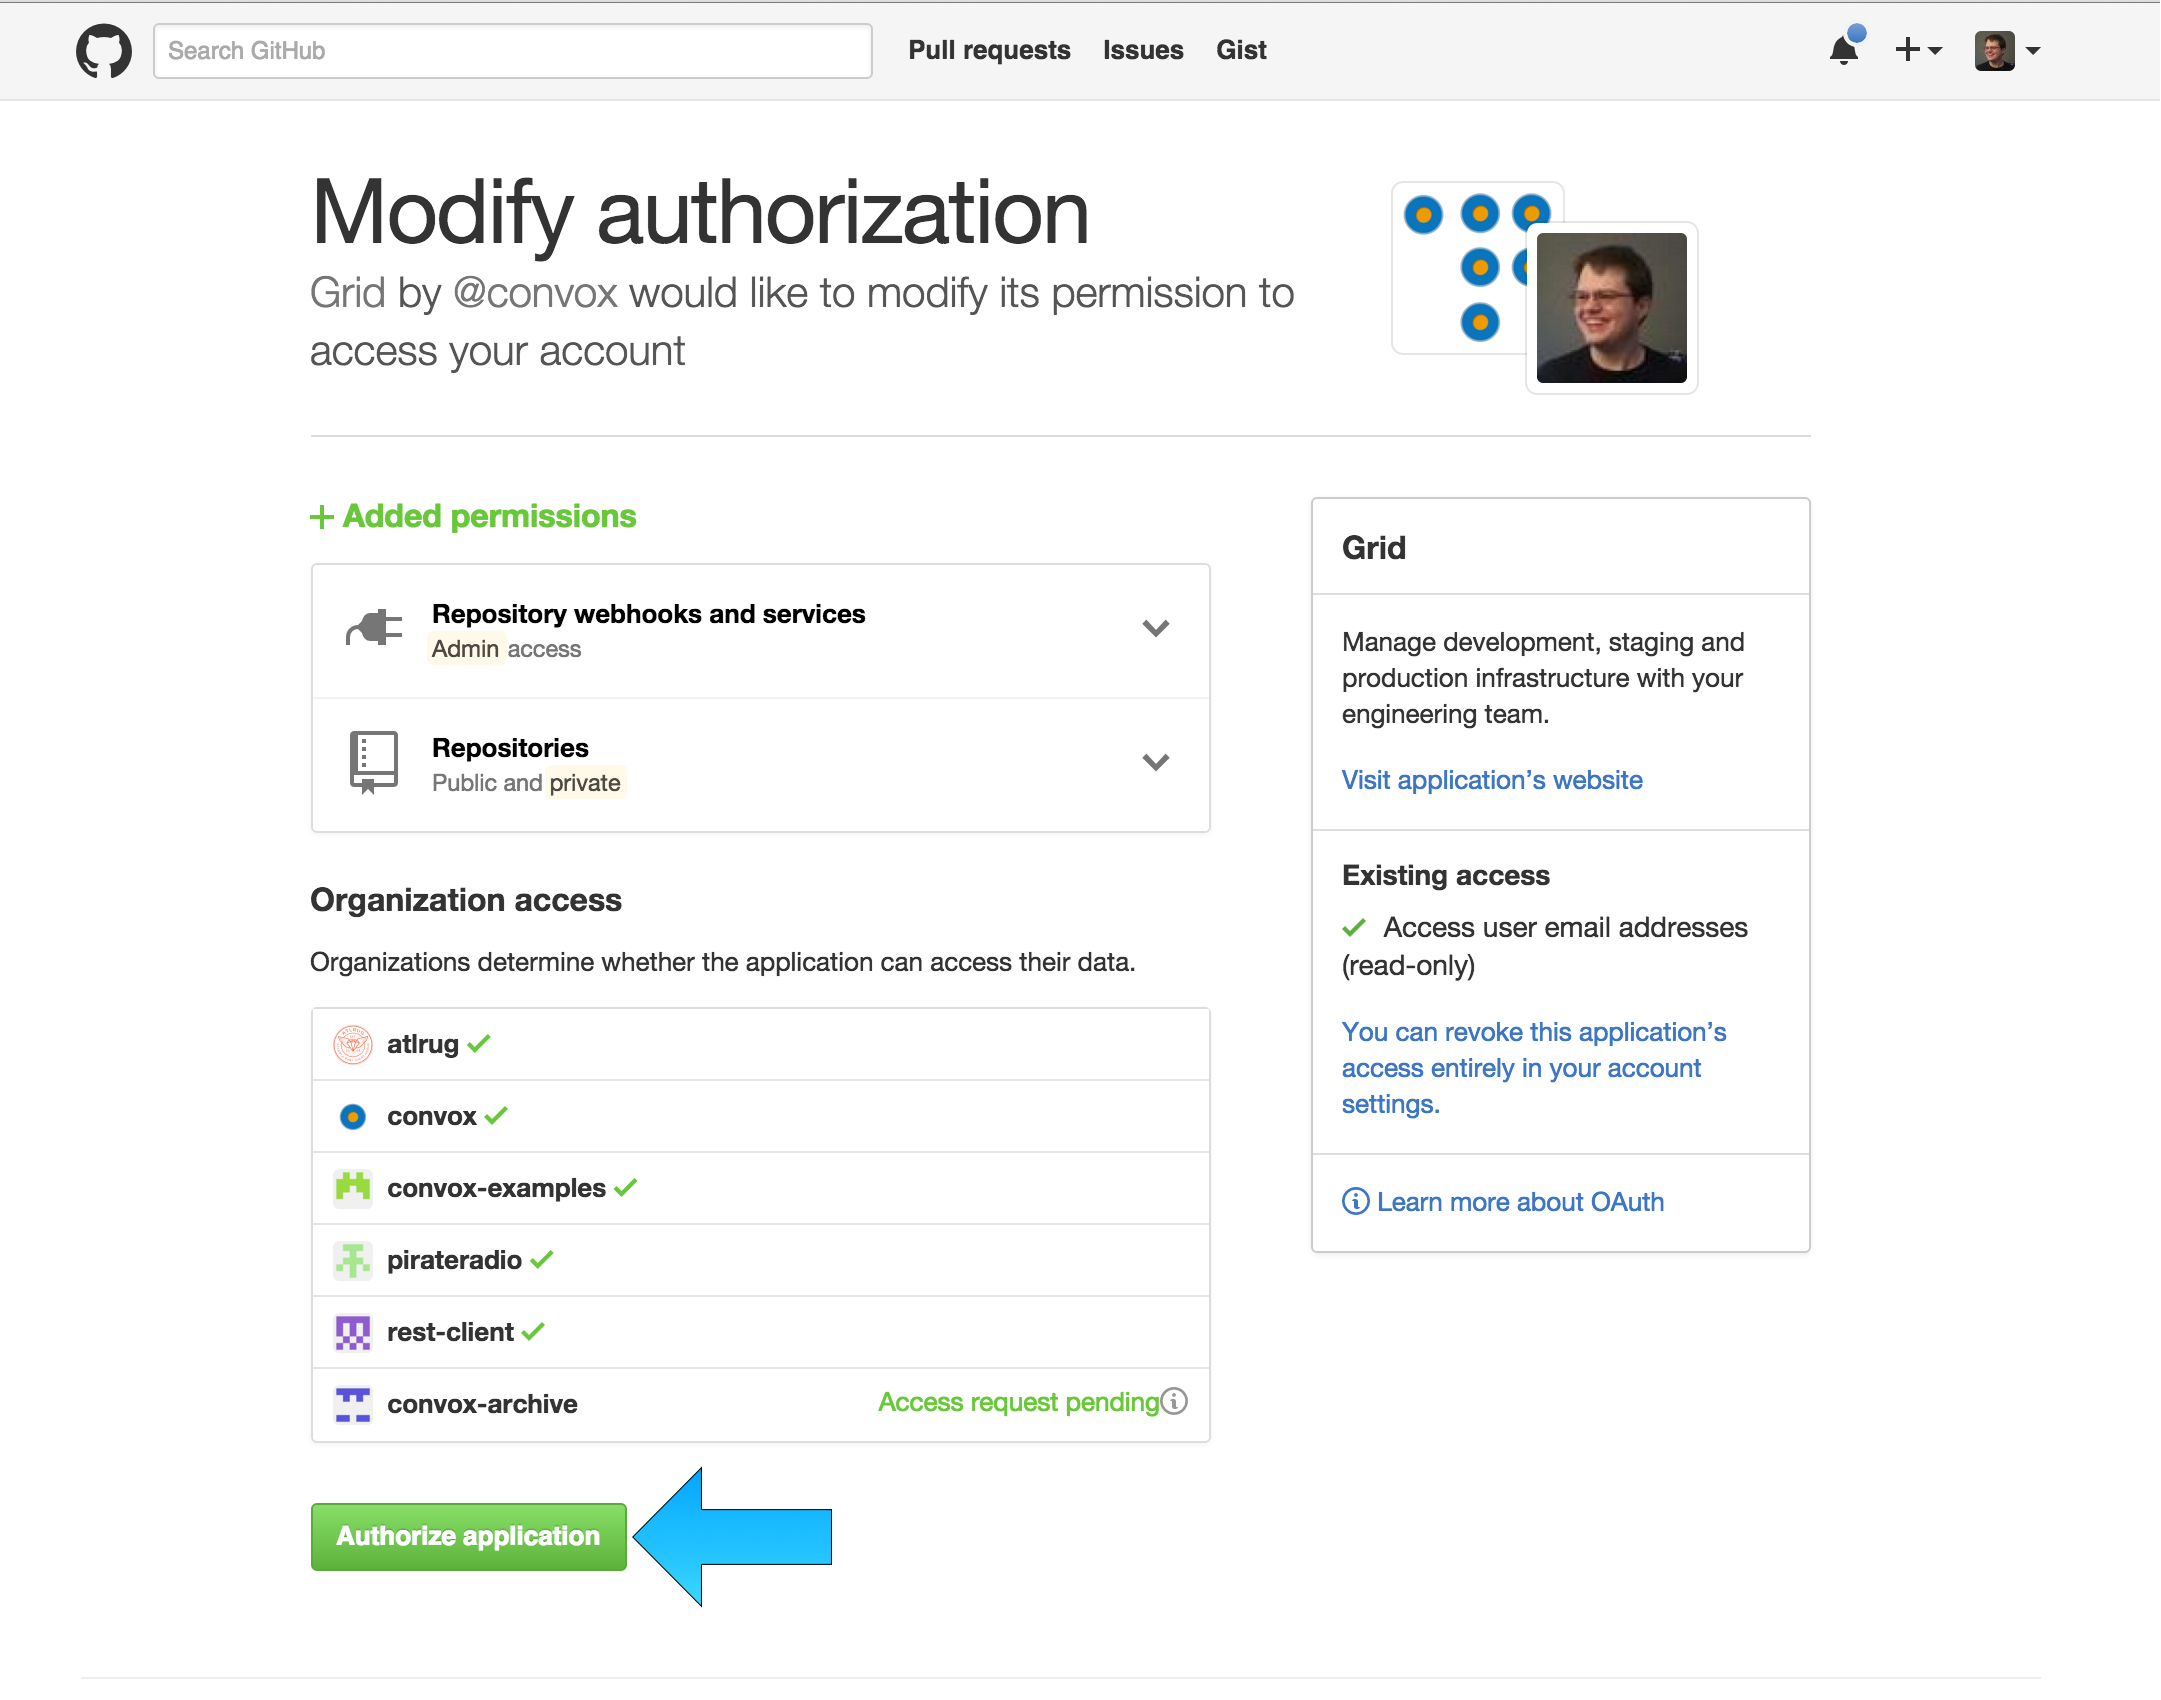 Search GitHub
Pull requests Issues Gist
Modify authorization
Grid by @convox would like to modify its permission to
access your account
Added permissions
Repository webhooks and services
Admin access
Repositories
Public and private
Organization access
Organizations determine whether the application can access their data.
atlrug
convox
convox-examples
pirateradio
rest-client
convox-archive Access request pending
Authorize application
Grid
Manage development, staging and
production infrastructure with your
engineering team.
Visit application’s website
Existing access
Access user email addresses
(read-only)
You can revoke this application’s
access entirely in your account
settings.
Learn more about OAuth